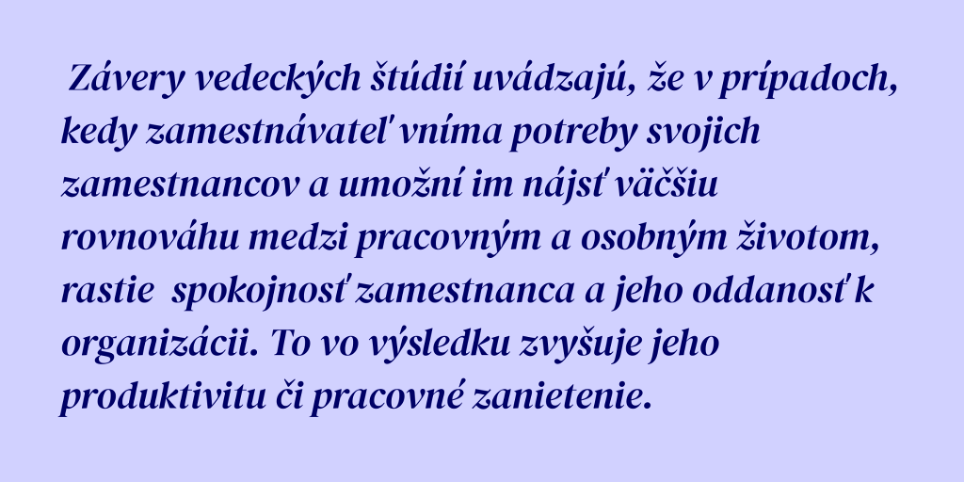 Závery vedeckých štúdií uvádzajú, že v prípadoch,
kedy zamestnávateľ vníma potreby svojich
zamestnancov a umožní im nájsť väčšiu
rovnováhu medzi pracovným a osobným životom,
rastie  spokojnosť zamestnanca a jeho oddanosť k
organizácii. To vo výsledku zvyšuje jeho
produktivitu či pracovné zanietenie.